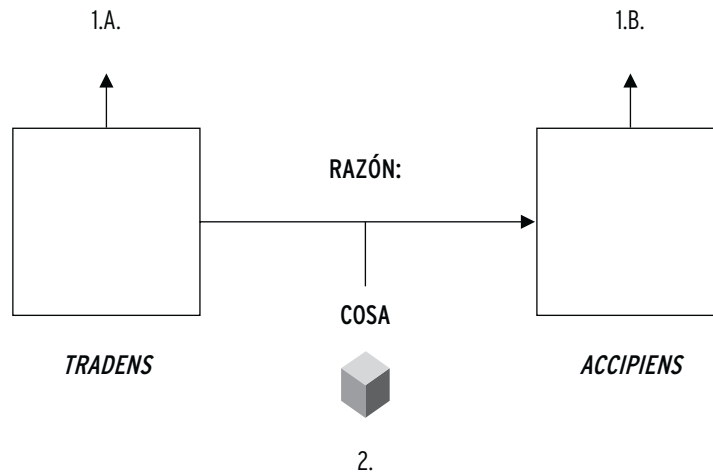 1.A.
1.B.
RAZÓN:
COSA
TRADENS
ACCIPIENS
2.